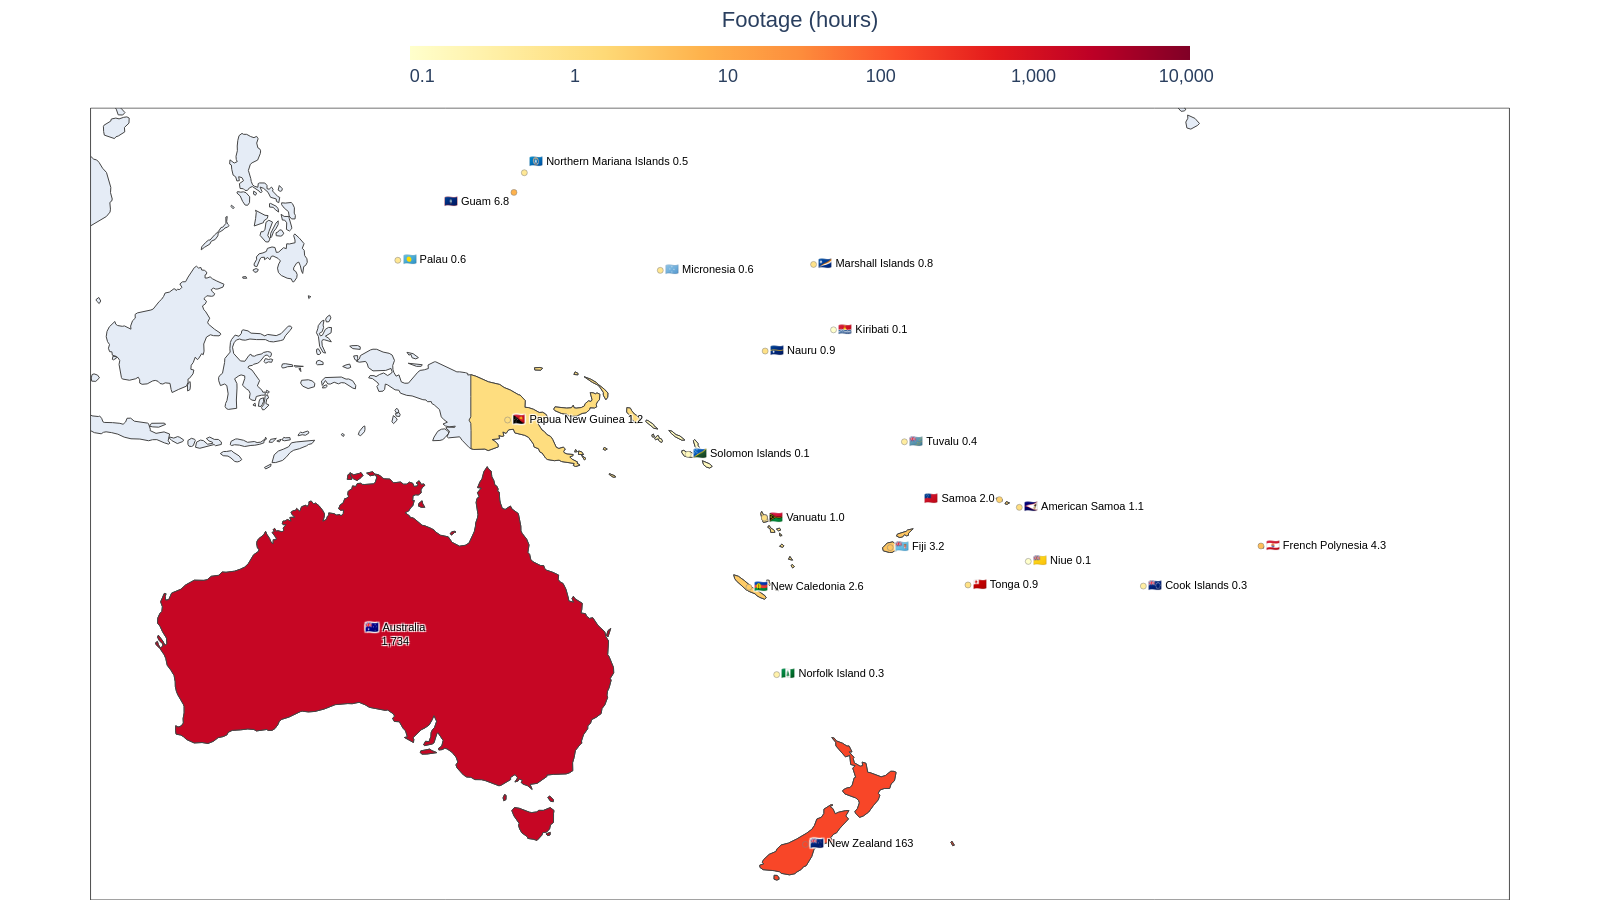 Footage (hours)
0.1 1 10 100 1,000 10,000
Northern Mariana Islands 0.5
Guam 6.8
Palau 0.6
Micronesia 0.6
Marshall Islands 0.8
Kiribati 0.1
Nauru 0.9
Papua New Guinea 1.2
Tuvalu 0.4
Solomon Islands 0.1
Samoa 2.0
American Samoa 1.1
Vanuatu 1.0
Fiji 3.2
French Polynesia 4.3
Niue 0.1
New Caledonia 2.6
Tonga 0.9
Cook Islands 0.3
Australia
1,734
Norfolk Island 0.3
New Zealand 163